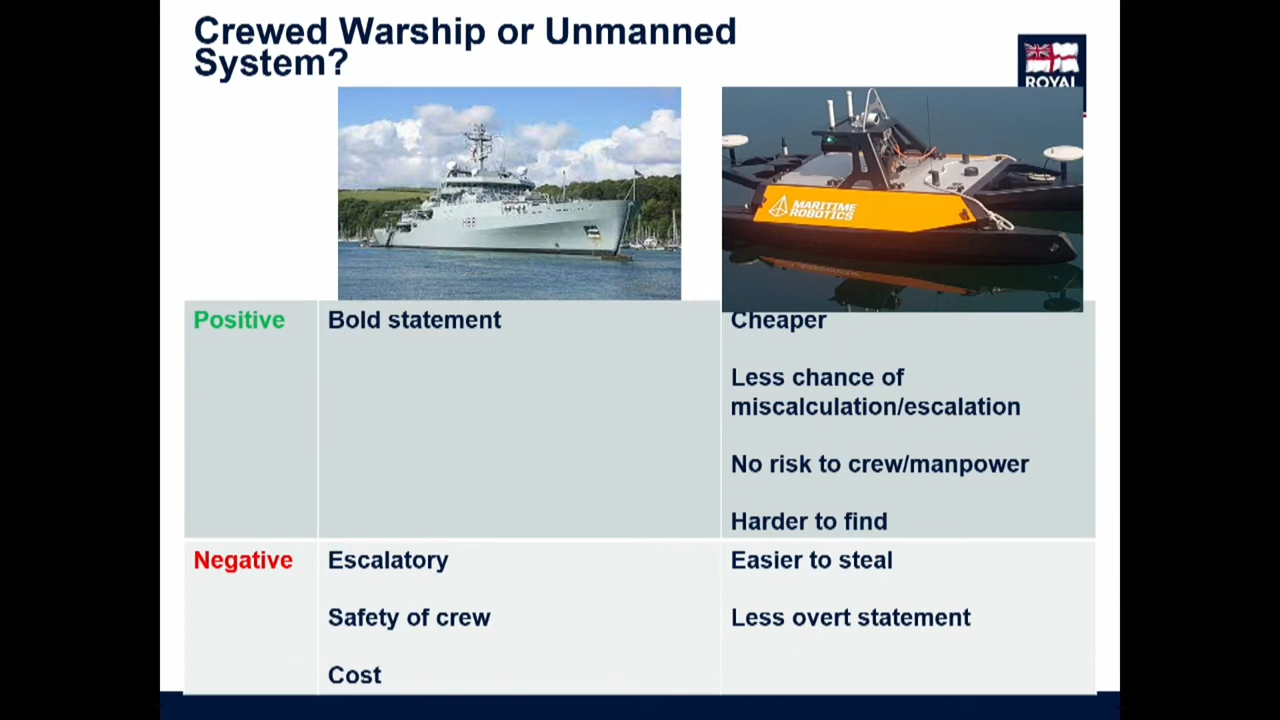 Crewed Warship or Unmanned
System?
ROYAL
H88
MARITIME
ROBOTICS
Positive
Bold statement
Cheaper
Less chance of
miscalculation/escalation
No risk to crew/manpower
Harder to find
Negative
Escalatory
Safety of crew
Cost
Easier to steal
Less overt statement